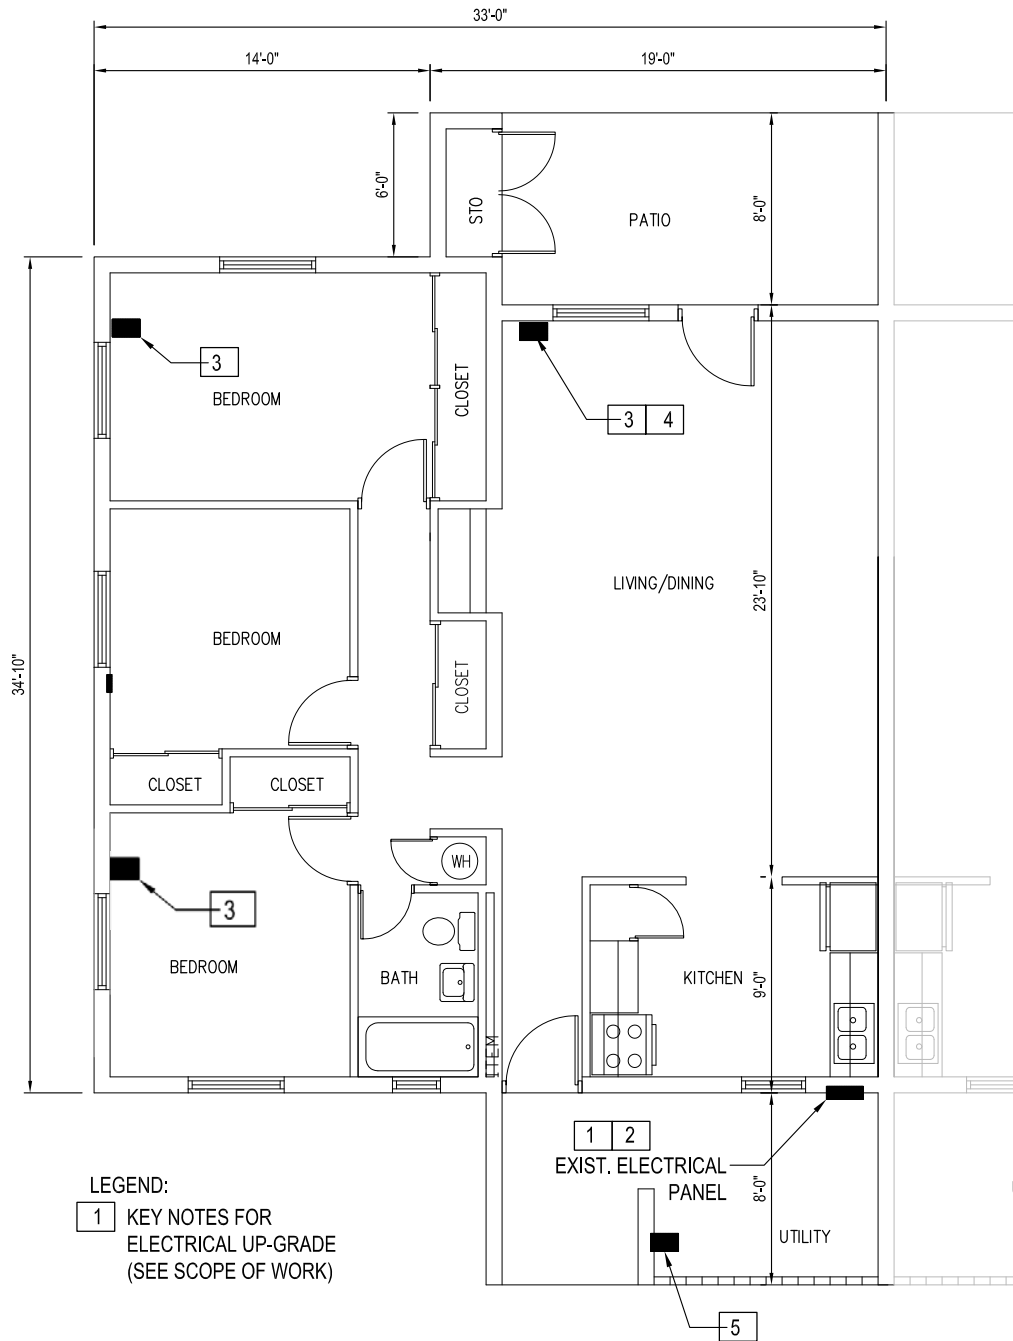 33'-0"
14'-0"
19'-0"
6'-0"
STO
PATIO
8'-0"
3
BEDROOM
CLOSET
3 4
LIVING/DINING
23'-10"
BEDROOM
34'-10"
CLOSET
CLOSET
CLOSET
WH
3
BEDROOM
BATH
KITCHEN
9'-0"
ITEM
1 2
EXIST. ELECTRICAL
PANEL
8'-0"
UTILITY
5
LEGEND:
1 KEY NOTES FOR
ELECTRICAL UP-GRADE
(SEE SCOPE OF WORK)